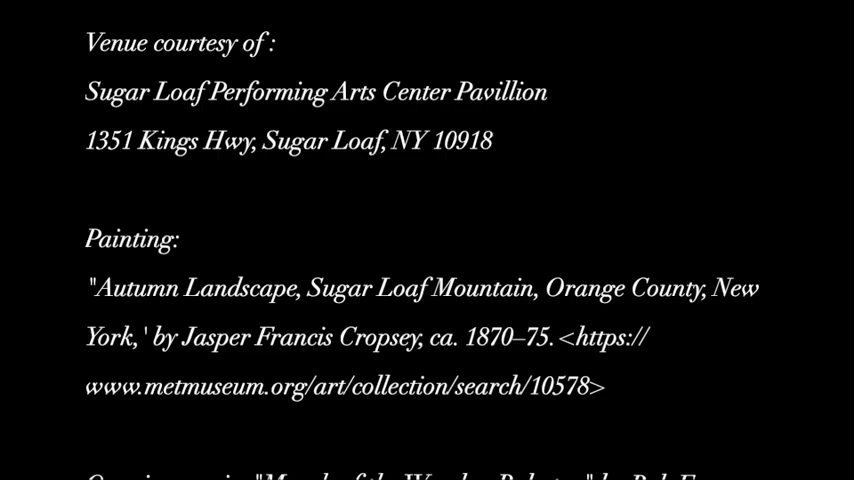 Venue courtesy of :
Sugar Loaf Performing Arts Center Pavillion
1351 Kings Hwy, Sugar Loaf, NY 10918
Painting:
"Autumn Landscape, Sugar Loaf Mountain, Orange County, New
York, ' by Jasper Francis Cropsey, ca. 1870–75. <https://
www.metmuseum.org/art/collection/search/10578>